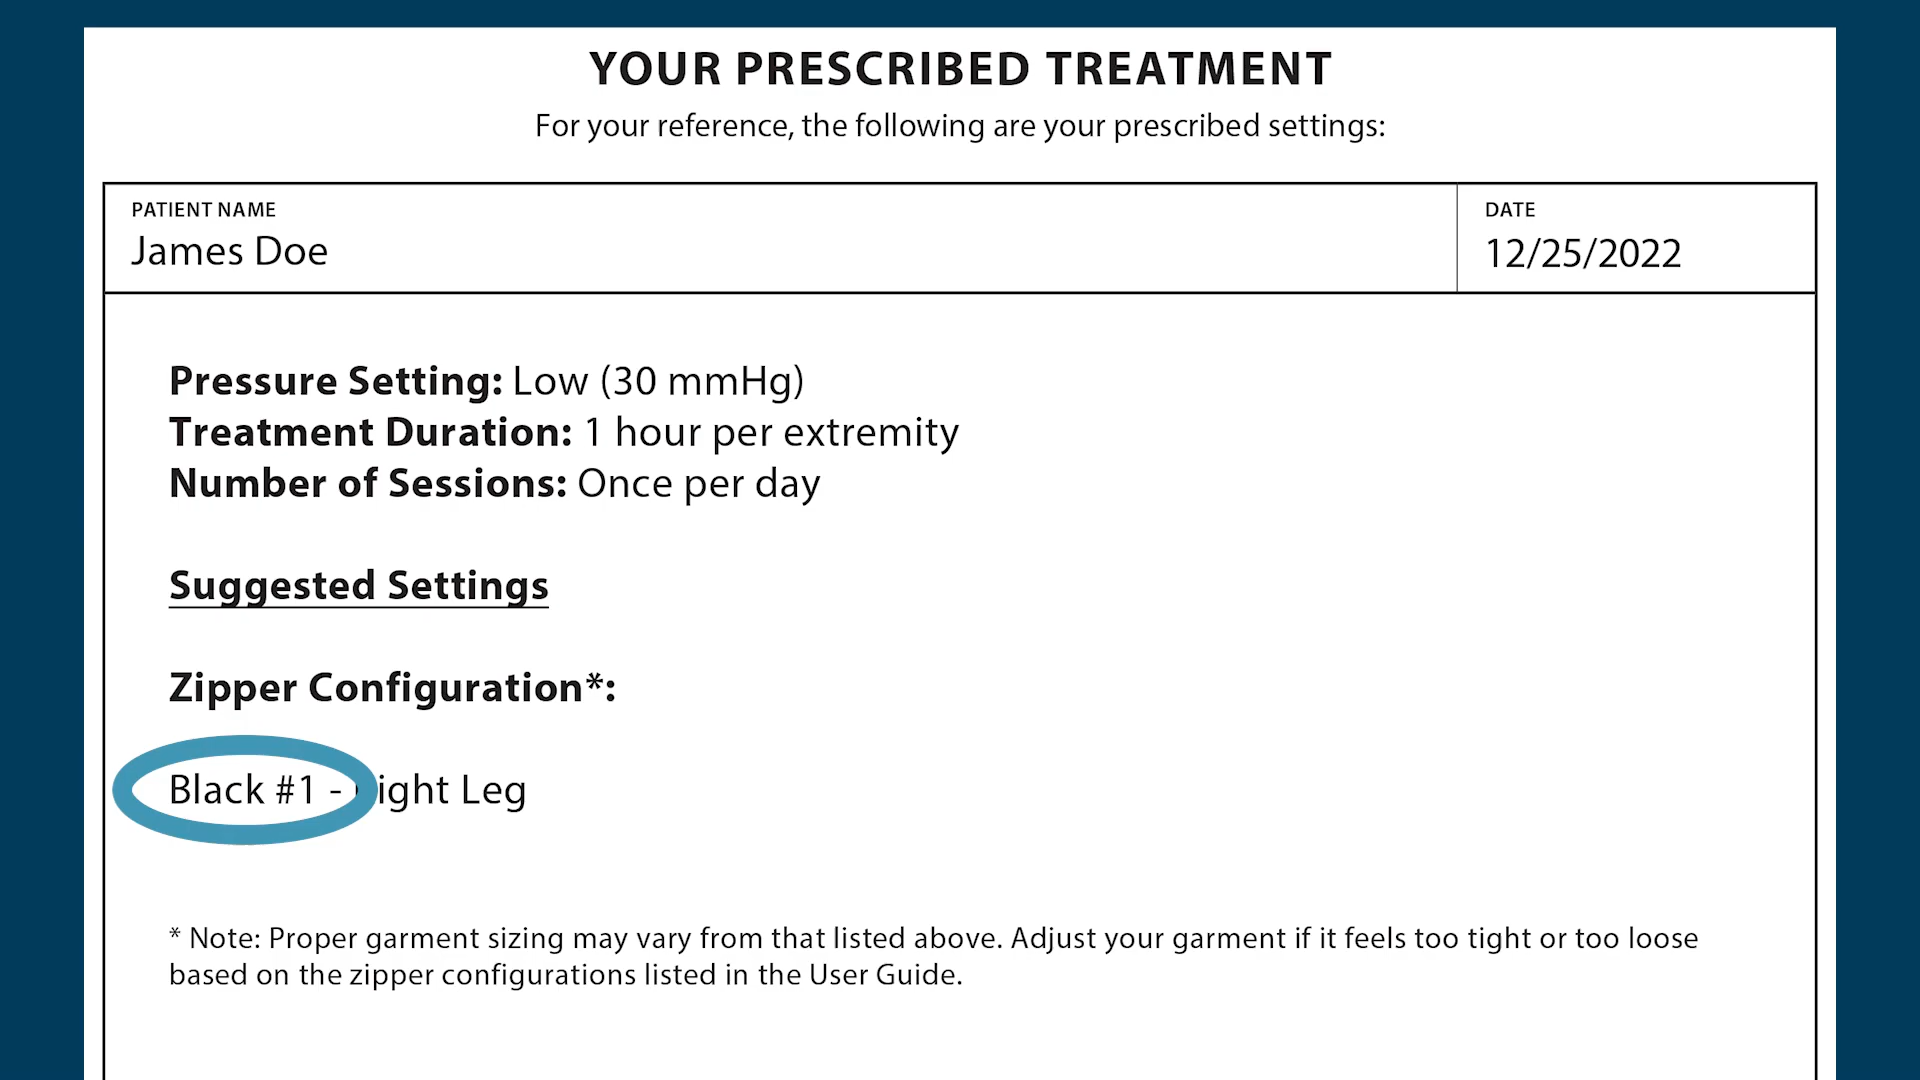 YOUR PRESCRIBED TREATMENT
For your reference, the following are your prescribed settings:
PATIENT NAME
James Doe
DATE
12/25/2022
Pressure Setting: Low (30 mmHg)
Treatment Duration: 1 hour per extremity
Number of Sessions: Once per day
Suggested Settings
Zipper Configuration*:
Black #1 - Leg
* Note: Proper garment sizing may vary from that listed above. Adjust your garment if it feels too tight or too loose
based on the zipper configurations listed in the User Guide.